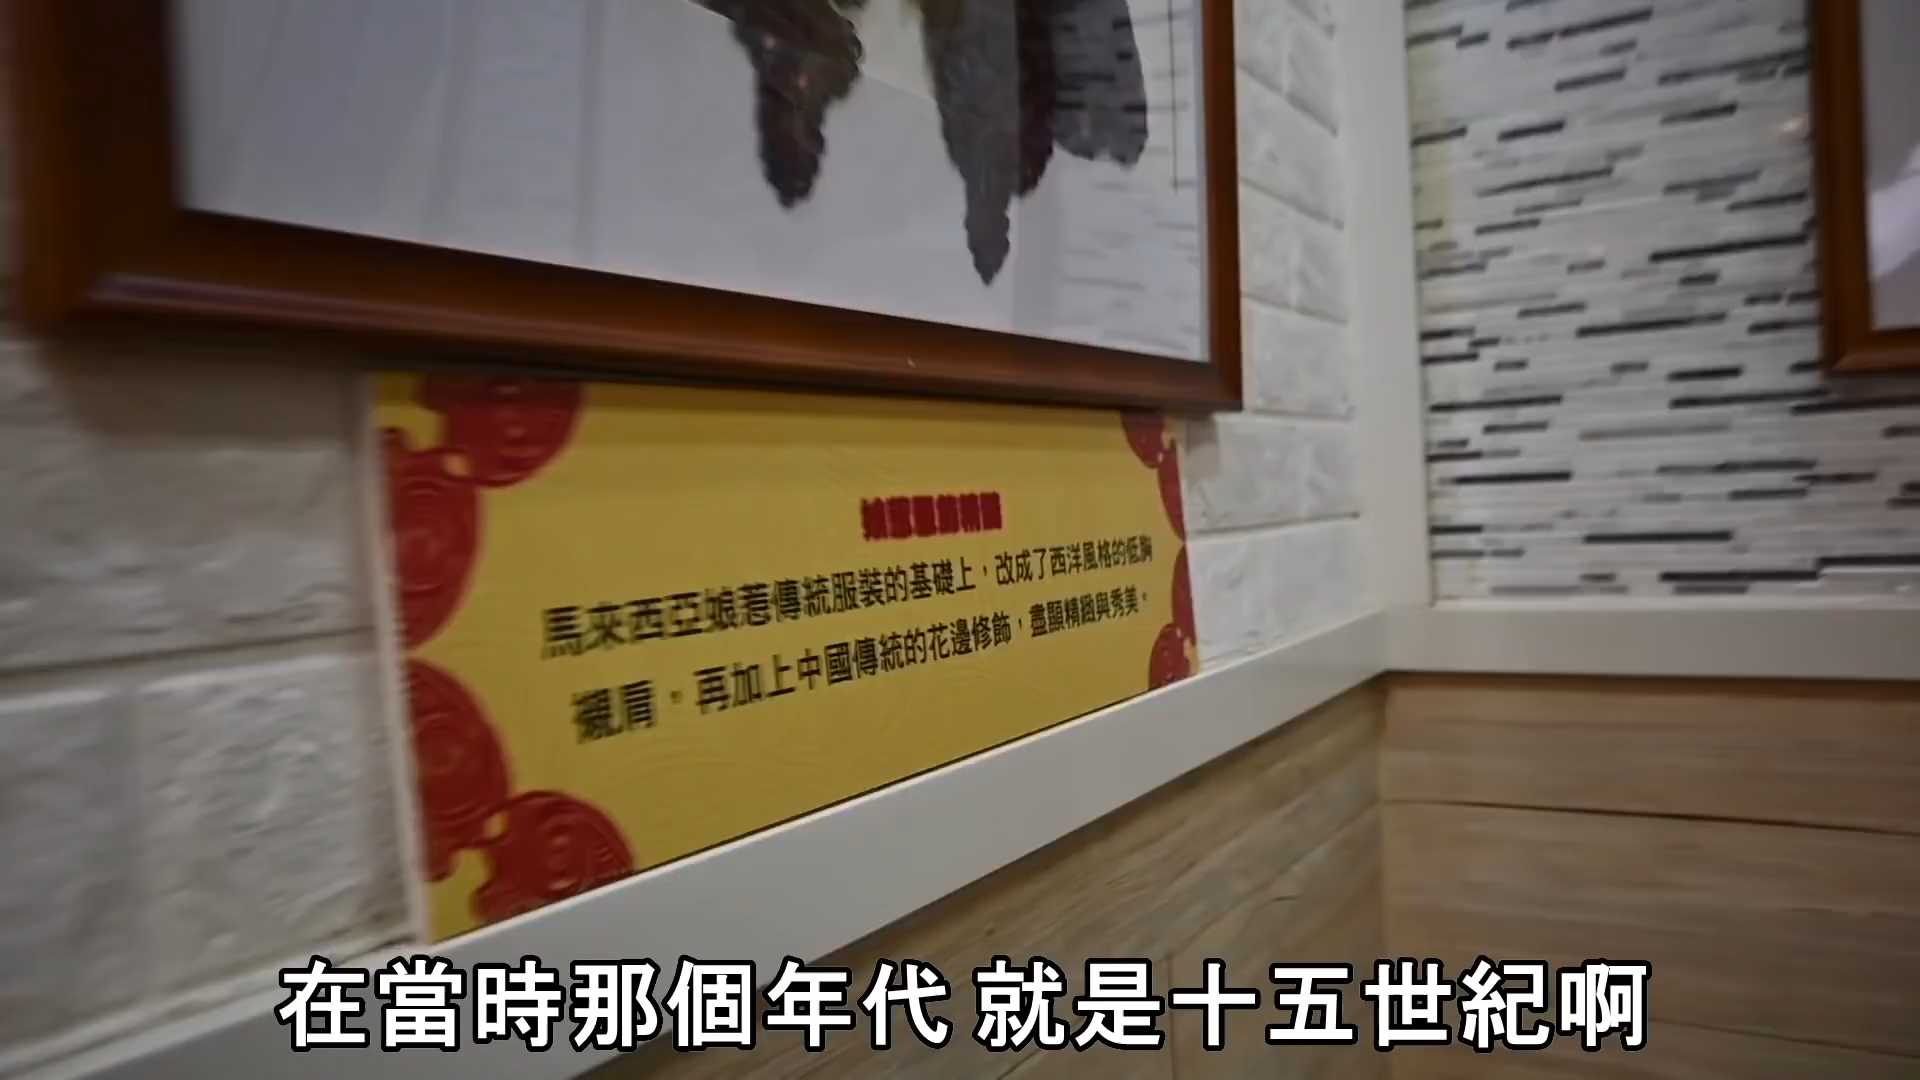 馬來西亞娘惹傳統服裝的基礎上，改成了西洋風格的低胸
襯肩。再加上中國傳統的花邊修飾，盡顯精緻與秀美。
在當時那個年代 就是十五世紀啊